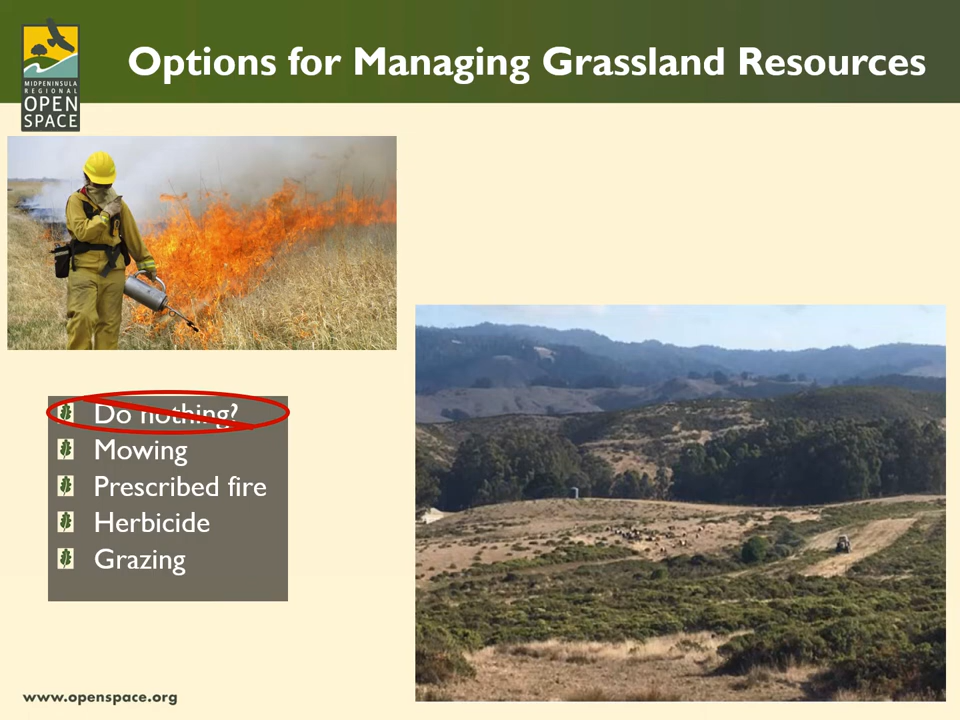 Options for Managing Grassland Resources
MIDPENINSULA
REGIONAL
OPEN
SPACE
Do nothing?
Mowing
Prescribed fire
Herbicide
Grazing
www.openspace.org